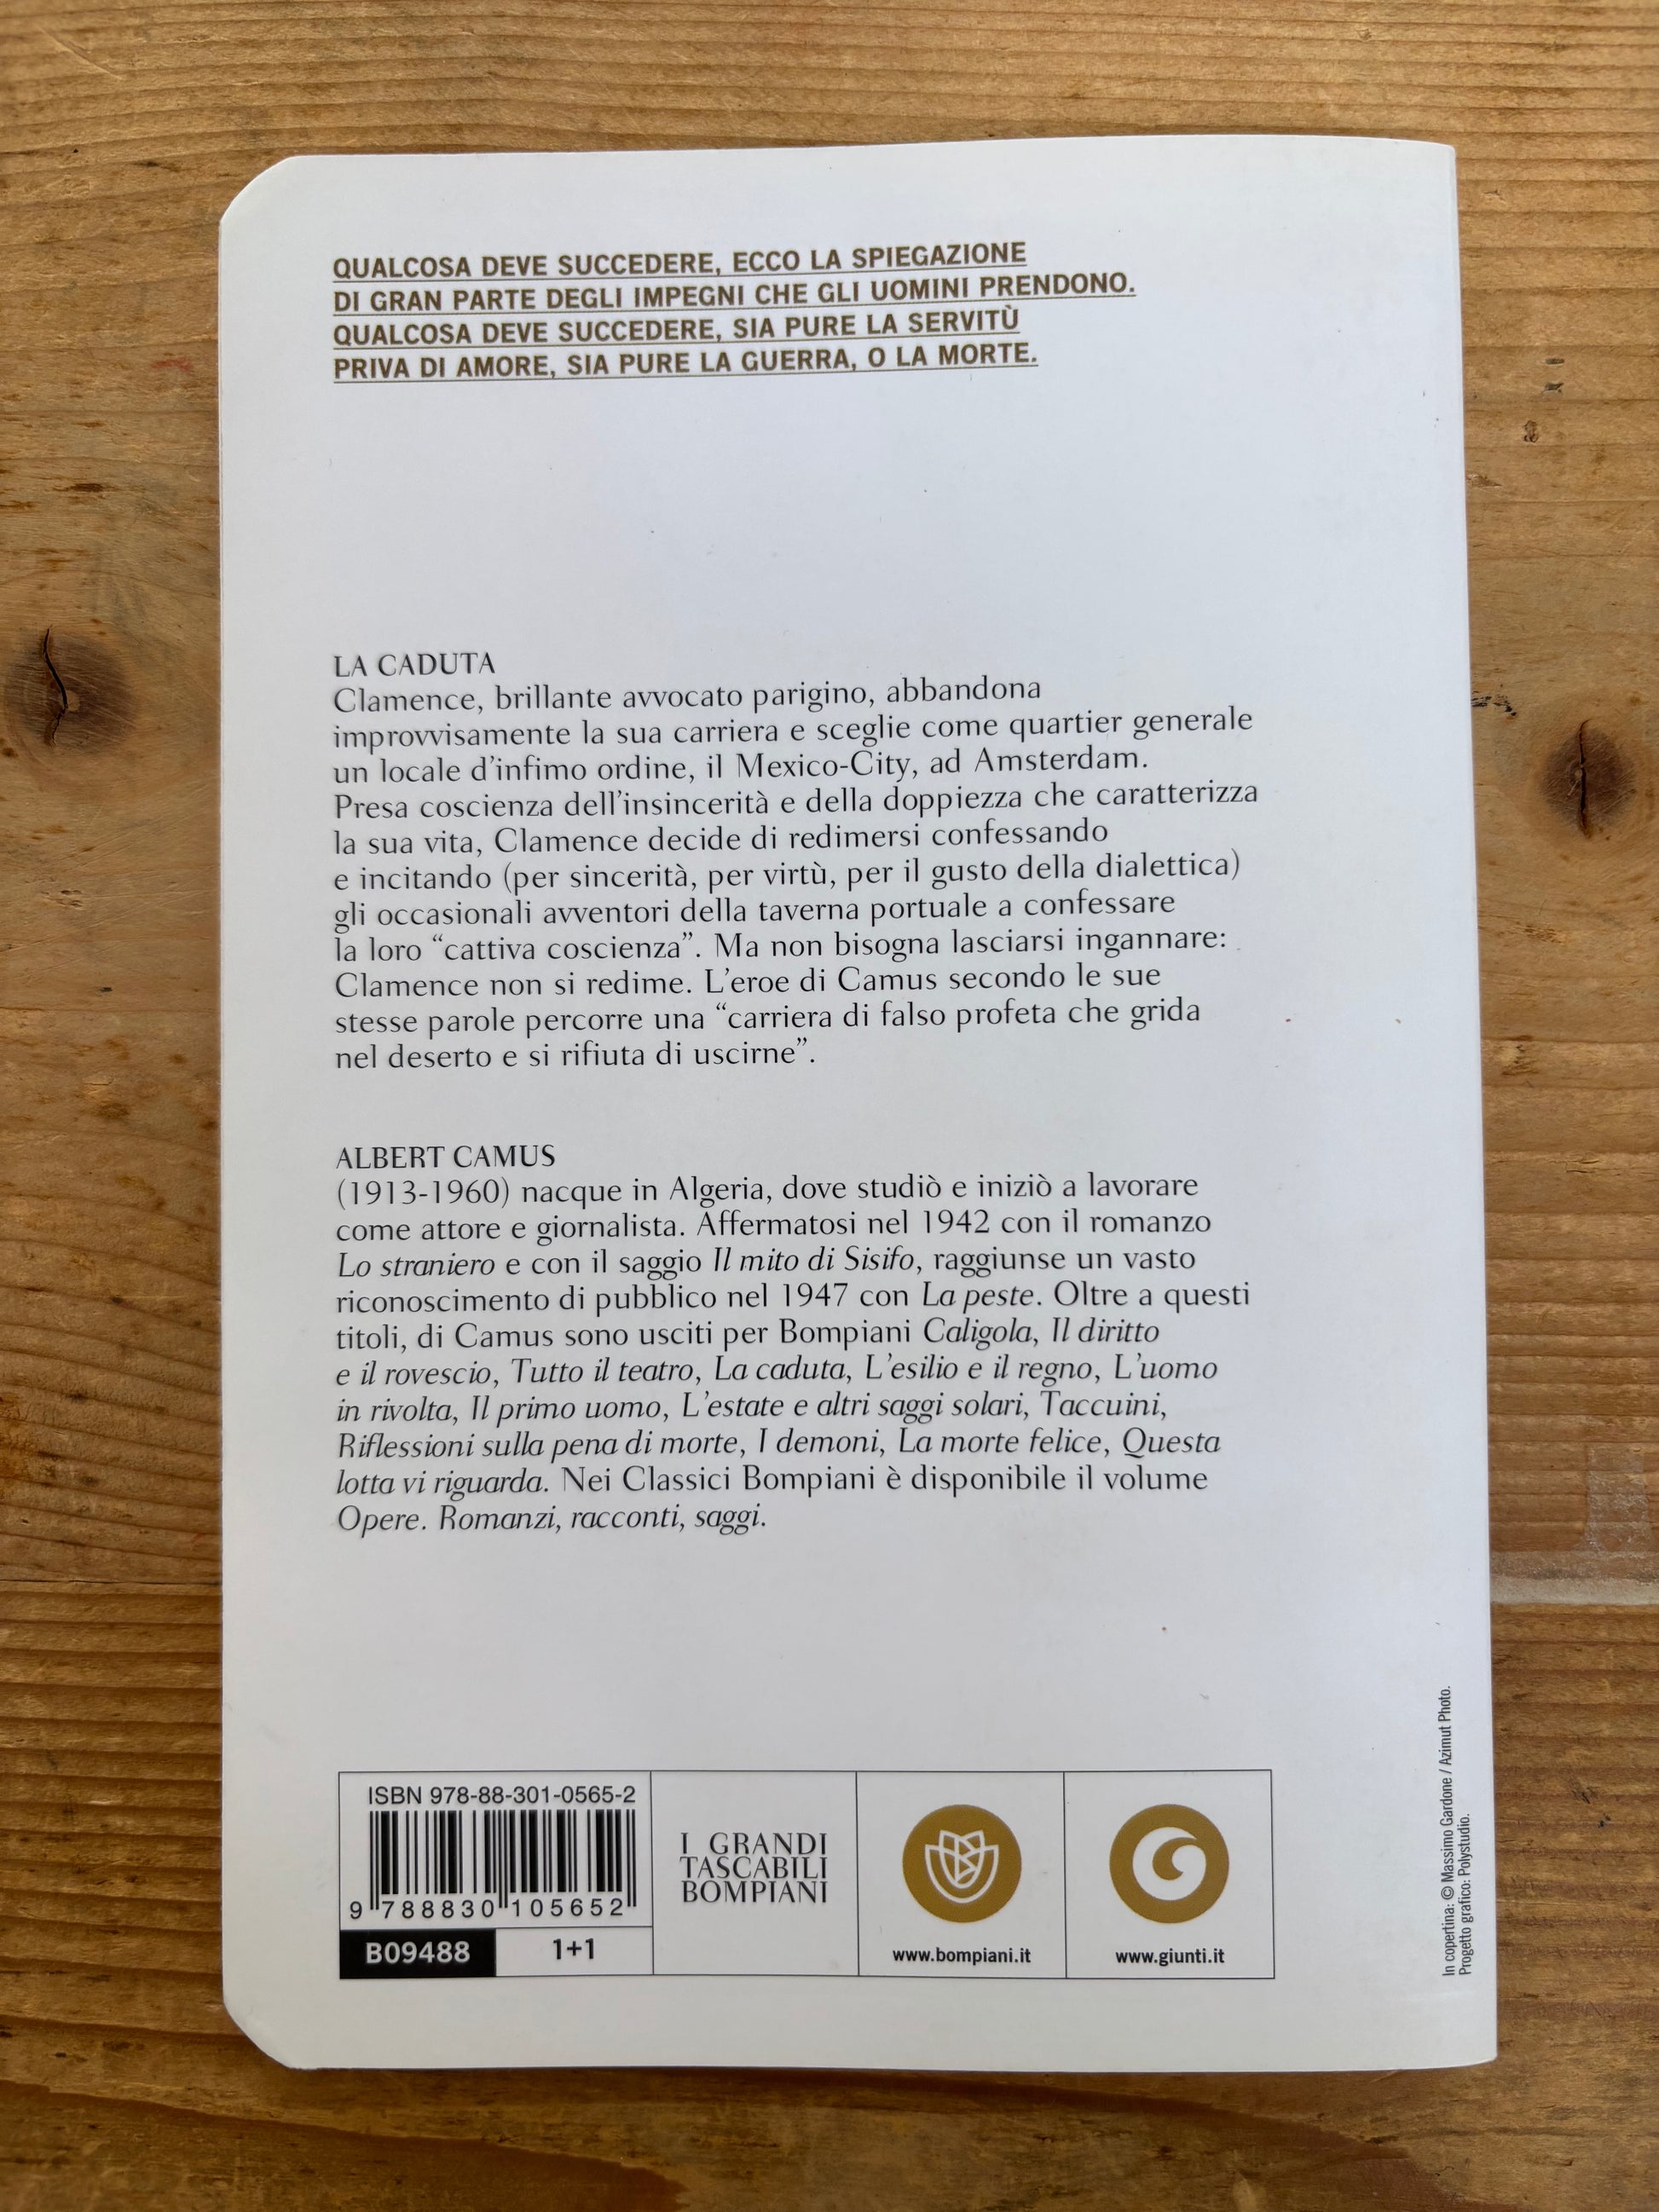 QUALCOSA DEVE SUCCEDERE, ECCO LA SPIEGAZIONE
DI GRAN PARTE DEGLI IMPEGNI CHE GLI UOMINI PRENDONO.
QUALCOSA DEVE SUCCEDERE, SIA PURE LA SERVITÙ
PRIVA DI AMORE, SIA PURE LA GUERRA, O LA MORTE.
LA CADUTA
Clamence, brillante avvocato parigino, abbandona
improvvisamente la sua carriera e sceglie come quartier generale
un locale d’infimo ordine, il Mexico-City, ad Amsterdam.
Presa coscienza dell’insincerità e della doppiezza che caratterizza
la sua vita, Clamence decide di redimersi confessando
e incitando (per sincerità, per virtù, per il gusto della dialettica)
gli occasionali avventori della taverna portuale a confessare
la loro “cattiva coscienza”. Ma non bisogna lasciarsi ingannare:
Clamence non si redime. L’eroe di Camus secondo le sue
stesse parole percorre una “carriera di falso profeta che grida
nel deserto e si rifiuta di uscirne”.
ALBERT CAMUS
(1913-1960) nacque in Algeria, dove studiò e iniziò a lavorare
come attore e giornalista. Affermatosi nel 1942 con il romanzo
Lo straniero e con il saggio Il mito di Sisifo, raggiunse un vasto
riconoscimento di pubblico nel 1947 con La peste. Oltre a questi
titoli, di Camus sono usciti per Bompiani Caligola, Il diritto
e il rovescio, Tutto il teatro, La caduta, L’esilio e il regno, L’uomo
in rivolta, Il primo uomo, L’estate e altri saggi solari, Taccuini,
Riflessioni sulla pena di morte, I demoni, La morte felice, Questa
lotta vi riguarda. Nei Classici Bompiani è disponibile il volume
Opere. Romanzi, racconti, saggi.
ISBN 978-88-301-0565-2
9 788830 105652
B09488
1+1
I GRANDI
TASCABILI
BOMPIANI
www.bompiani.it
www.giunti.it
In copertina: © Massimo Gardone / Azimut Photo.
Progetto grafico: Polystudio.